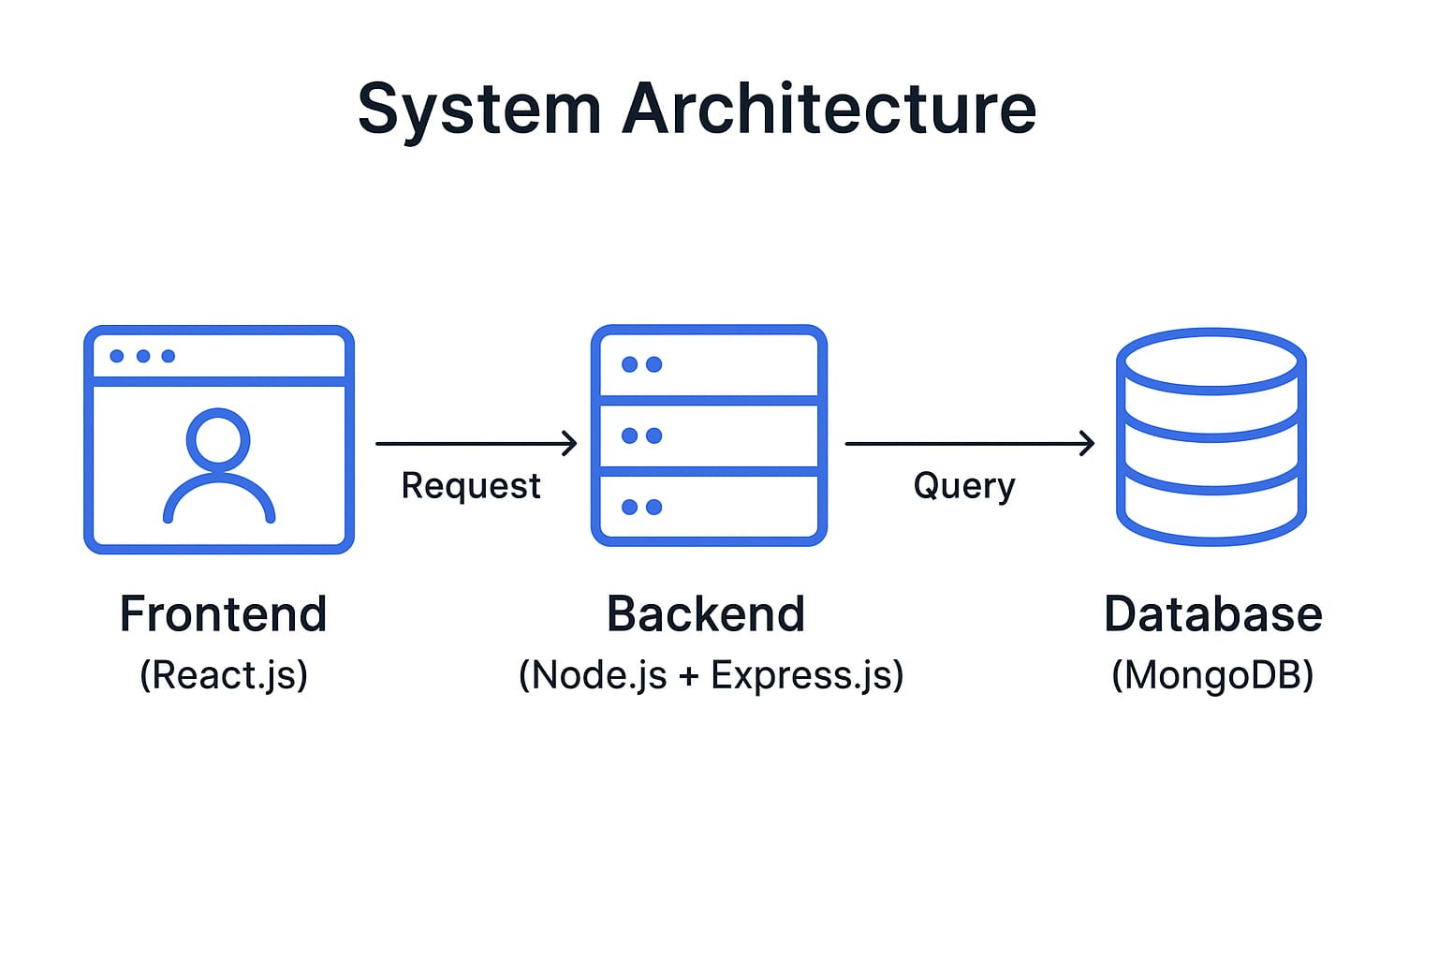 System Architecture
Request
Query
Frontend
(React.js)
Backend
(Node.js + Express.js)
Database
(MongoDB)